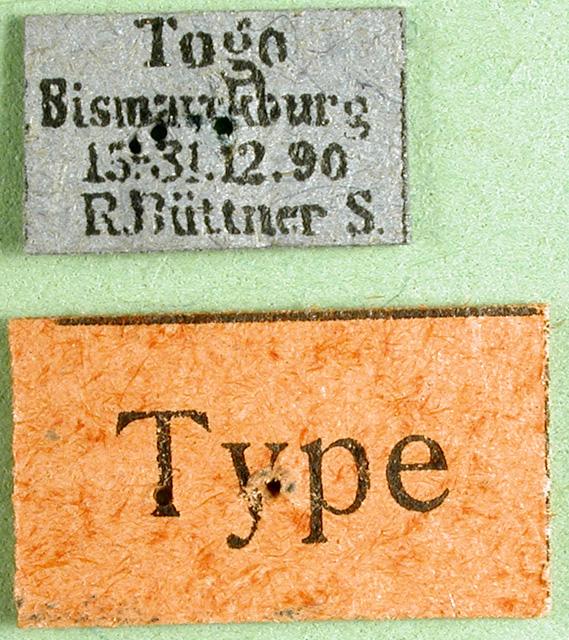 Togo
Bismarckburg
15-31.12.90
R.Büttner S.
Type